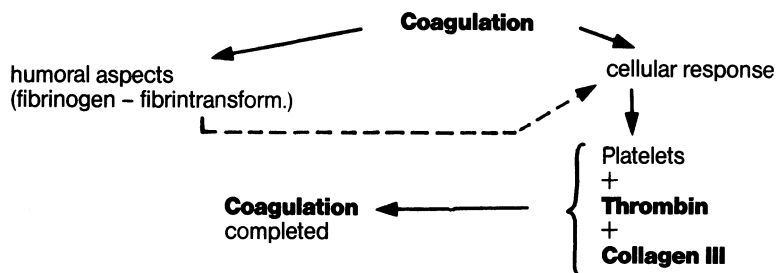 Coagulation
humoral aspects
(fibrinogen – fibrintransform.)
cellular response
Platelets
+
Thrombin
+
Collagen III
Coagulation
completed